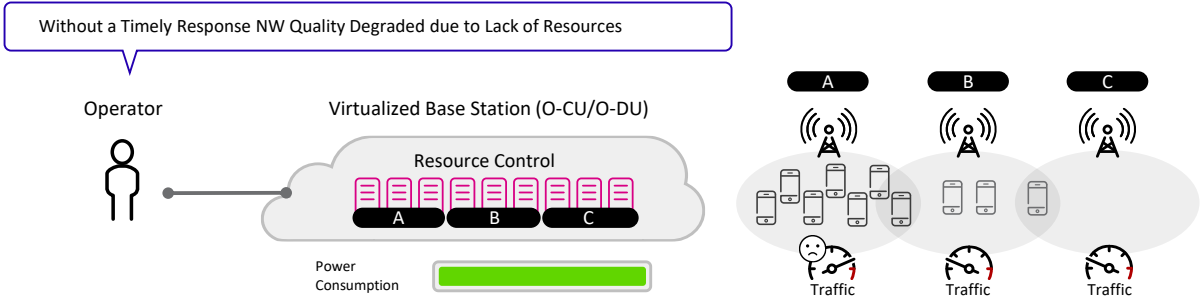 Without a Timely Response NW Quality Degraded due to Lack of Resources
Operator
Virtualized Base Station (O-CU/O-DU)
Resource Control
A B C
Power
Consumption
A B C
Traffic Traffic Traffic